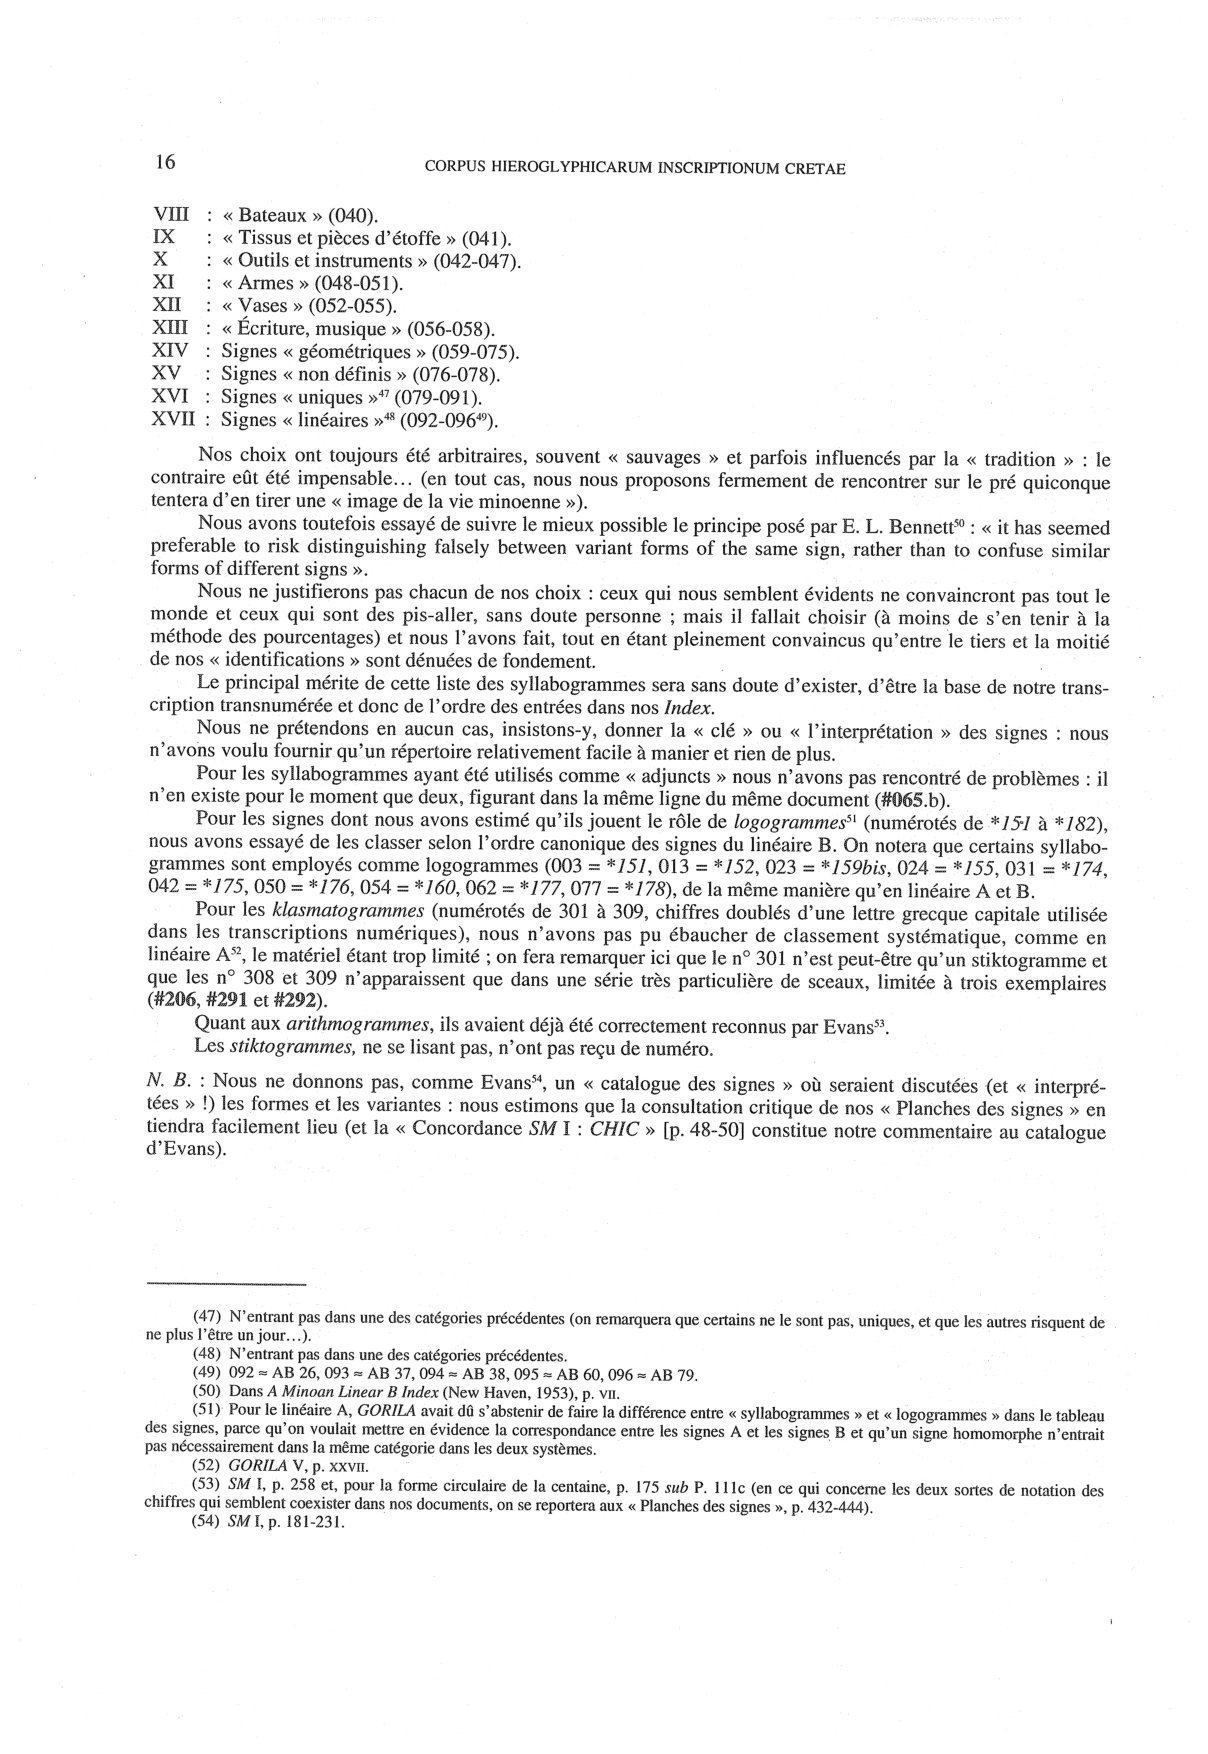 16
CORPUS HIEROGLYPHICARUM INSCRIPTIONUM CRETAE
VIII : « Bateaux » (040).
IX : « Tissus et pièces d'étoffe » (041).
X : « Outils et instruments » (042-047).
XI : « Armes » (048-051).
XII : « Vases » (052-055).
XIII : « Écriture, musique » (056-058).
XIV : Signes « géométriques » (059-075).
XV : Signes « non définis » (076-078).
XVI : Signes « uniques »47 (079-091).
XVII : Signes « linéaires »48 (092-09649).
Nos choix ont toujours été arbitraires, souvent « sauvages » et parfois influencés par la « tradition » : le
contraire eût été impensable... (en tout cas, nous nous proposons fermement de rencontrer sur le pré quiconque
tentera d'en tirer une « image de la vie minoenne »).
Nous avons toutefois essayé de suivre le mieux possible le principe posé par E. L. Bennett50 : « it has seemed
preferable to risk distinguishing falsely between variant forms of the same sign, rather than to confuse similar
forms of different signs ».
Nous ne justifierons pas chacun de nos choix : ceux qui nous semblent évidents ne convaincront pas tout le
monde et ceux qui sont des pis-aller, sans doute personne ; mais il fallait choisir (à moins de s'en tenir à la
méthode des pourcentages) et nous l'avons fait, tout en étant pleinement convaincus qu'entre le tiers et la moitié
de nos « identifications » sont dénuées de fondement.
Le principal mérite de cette liste des syllabogrammes sera sans doute d'exister, d'être la base de notre trans-
cription transnumérée et donc de l'ordre des entrées dans nos Index.
Nous ne prétendons en aucun cas, insistons-y, donner la « clé » ou « l'interprétation » des signes : nous
n'avons voulu fournir qu'un répertoire relativement facile à manier et rien de plus.
Pour les syllabogrammes ayant été utilisés comme « adjuncts » nous n'avons pas rencontré de problèmes : il
n'en existe pour le moment que deux, figurant dans la même ligne du même document (#065.b).
Pour les signes dont nous avons estimé qu'ils jouent le rôle de logogrammes51 (numérotés de *151 à *182),
nous avons essayé de les classer selon l'ordre canonique des signes du linéaire B. On notera que certains syllabo-
grammes sont employés comme logogrammes (003 = *151, 013 = *152, 023 = *159bis, 024 = *155, 031 = *174,
042 = *175, 050 = *176, 054 = *160, 062 = *177, 077 = *178), de la même manière qu'en linéaire A et B.
Pour les klasmatogrammes (numérotés de 301 à 309, chiffres doublés d'une lettre grecque capitale utilisée
dans les transcriptions numériques), nous n'avons pas pu ébaucher de classement systématique, comme en
linéaire A52, le matériel étant trop limité ; on fera remarquer ici que le n° 301 n'est peut-être qu'un stiktogramme et
que les n° 308 et 309 n'apparaissent que dans une série très particulière de sceaux, limitée à trois exemplaires
(#206, #291 et #292).
Quant aux arithmogrammes, ils avaient déjà été correctement reconnus par Evans53.
Les stiktogrammes, ne se lisant pas, n'ont pas reçu de numéro.
N. B. : Nous ne donnons pas, comme Evans54, un « catalogue des signes » où seraient discutées (et « interpré-
tées » !) les formes et les variantes : nous estimons que la consultation critique de nos « Planches des signes » en
tiendra facilement lieu (et la « Concordance SM I : CHIC » [p. 48-50] constitue notre commentaire au catalogue
d'Evans).
(47) N'entrant pas dans une des catégories précédentes (on remarquera que certains ne le sont pas, uniques, et que les autres risquent de
ne plus l'être un jour...).
(48) N'entrant pas dans une des catégories précédentes.
(49) 092 ≈ AB 26, 093 ≈ AB 37, 094 ≈ AB 38, 095 ≈ AB 60, 096 ≈ AB 79.
(50) Dans A Minoan Linear B Index (New Haven, 1953), p. VII.
(51) Pour le linéaire A, GORILA avait dû s'abstenir de faire la différence entre « syllabogrammes » et « logogrammes » dans le tableau
des signes, parce qu'on voulait mettre en évidence la correspondance entre les signes A et les signes B et qu'un signe homomorphe n'entrait
pas nécessairement dans la même catégorie dans les deux systèmes.
(52) GORILA V, p. XXVII.
(53) SM I, p. 258 et, pour la forme circulaire de la centaine, p. 175 sub P. 111c (en ce qui concerne les deux sortes de notation des
chiffres qui semblent coexister dans nos documents, on se reportera aux « Planches des signes », p. 432-444).
(54) SM I, p. 181-231.